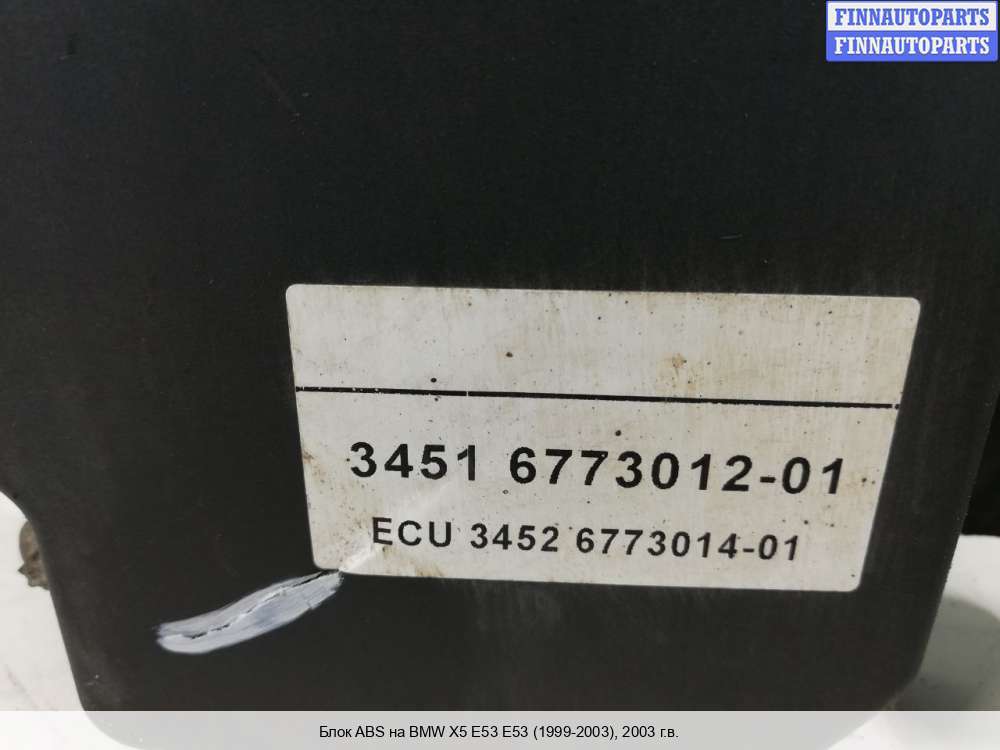 FINNAUTOPARTS
FINNAUTOPARTS
3451 6773012-01
ECU 3452 6773014-01
Блок ABS на BMW X5 E53 E53 (1999-2003), 2003 г.в.